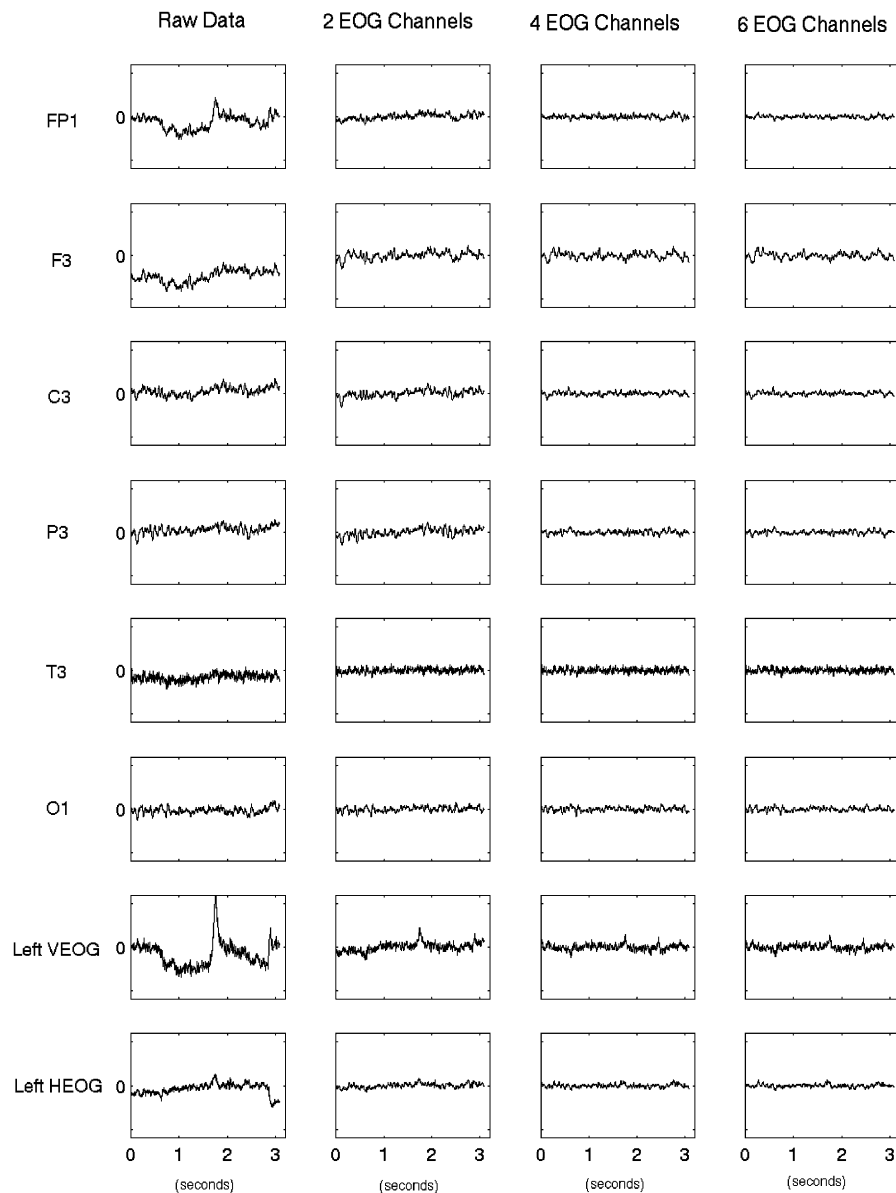 Raw Data 2 EOG Channels 4 EOG Channels 6 EOG Channels
FP1 0
F3 0
C3 0
P3 0
T3 0
O1 0
Left VEOG 0
Left HEOG 0
0 1 2 3 0 1 2 3 0 1 2 3 0 1 2 3
(seconds) (seconds) (seconds) (seconds)